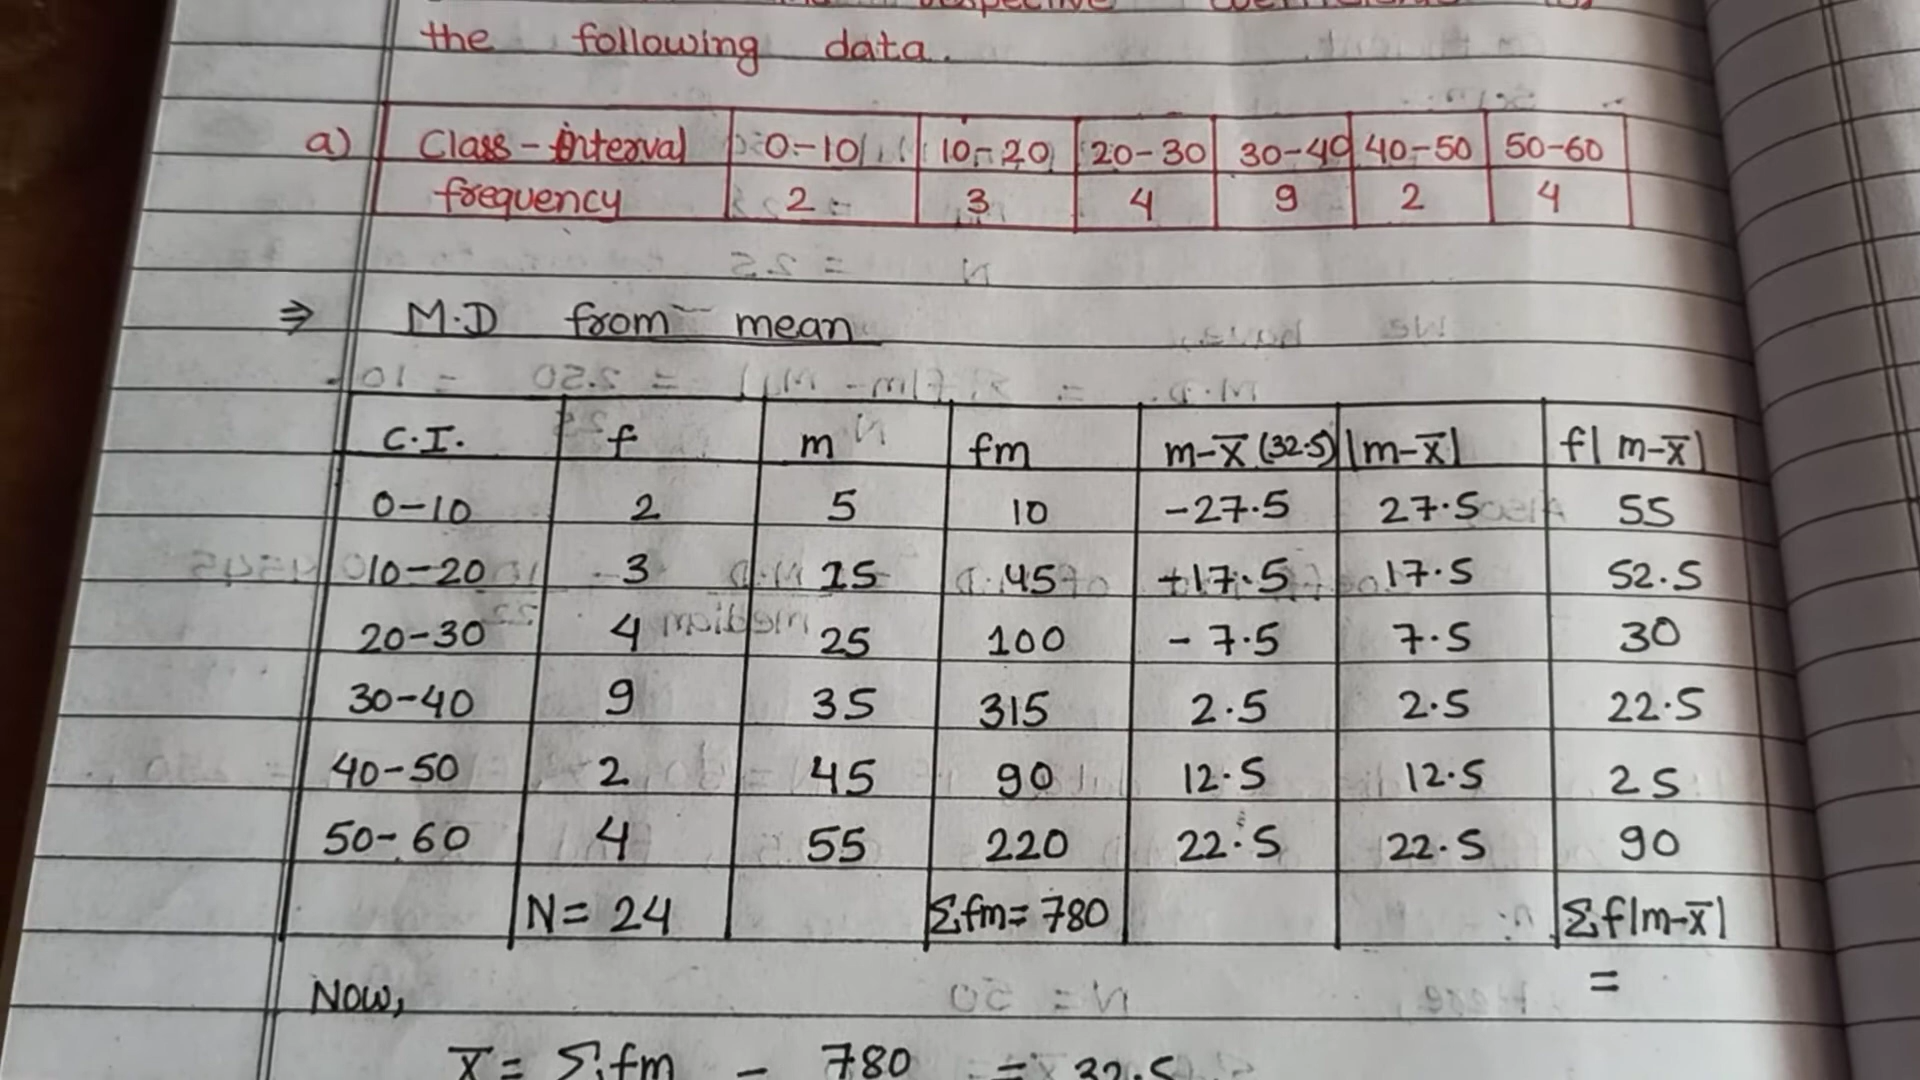 the following data.
a) Class-Interval 0-10 10-20 20-30 30-40 40-50 50-60
frequency 2 3 4 9 2 4
⇒ M.D from mean
C.I. f m fm m-x̄ (32.5) |m-x̄| f|m-x̄|
0-10 2 5 10 -27.5 27.5 55
10-20 3 15 45 +17.5 17.5 52.5
20-30 4 25 100 -7.5 7.5 30
30-40 9 35 315 2.5 2.5 22.5
40-50 2 45 90 12.5 12.5 25
50-60 4 55 220 22.5 22.5 90
N = 24 Σfm = 780 Σf|m-x̄|
=
Now,
x̄ = Σfm - 780 = 32.5